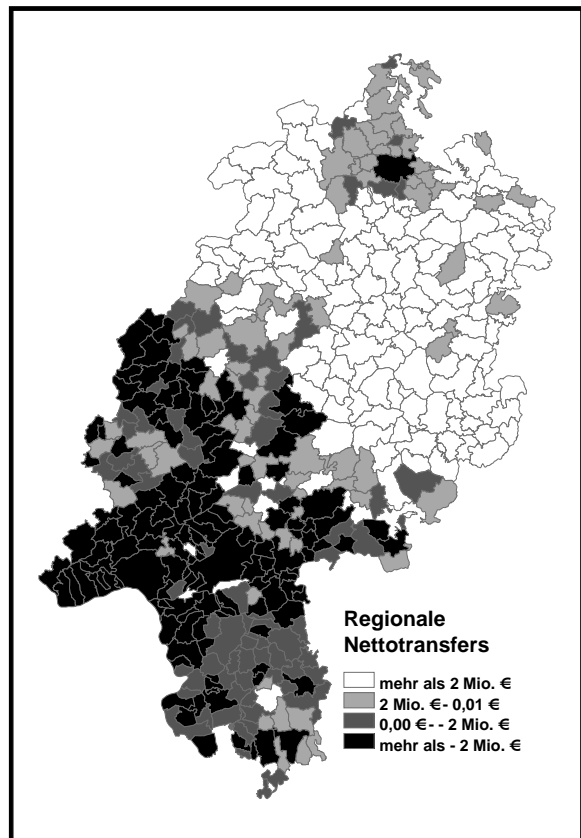 Regionale
Nettotransfers
mehr als 2 Mio. €
2 Mio. €- 0,01 €
0,00 €- - 2 Mio. €
mehr als - 2 Mio. €